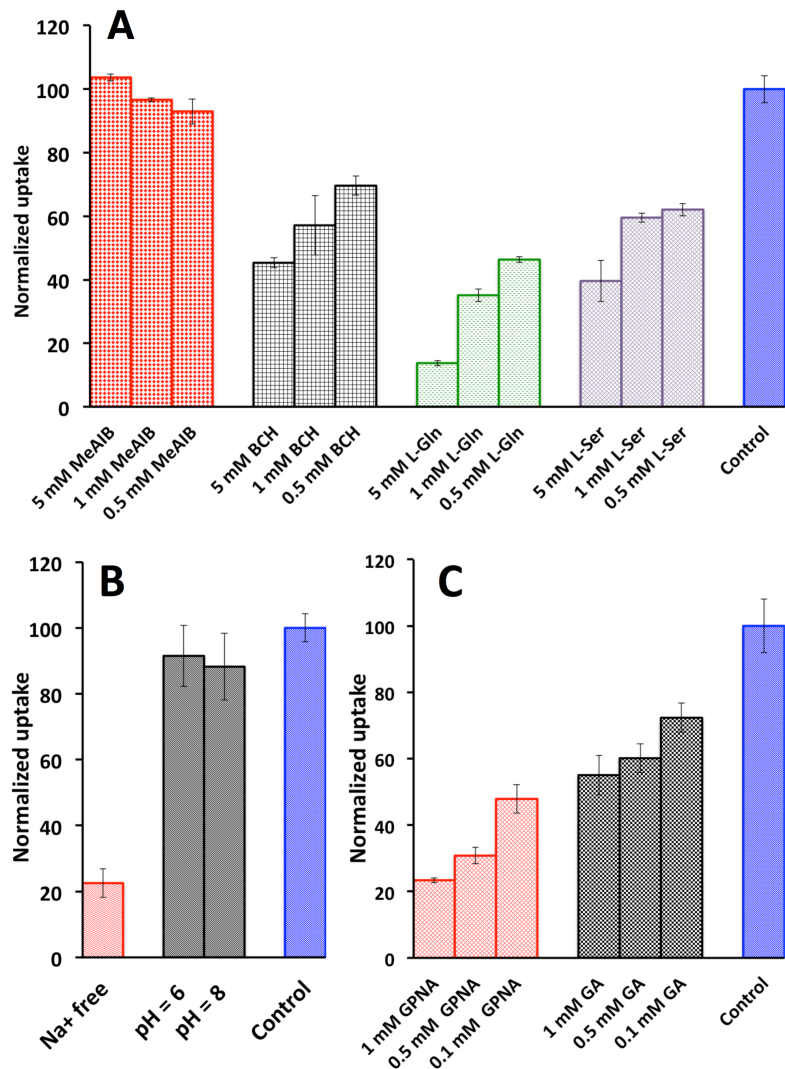 A
Normalized uptake
120
100
80
60
40
20
0
5 mM MeAIB
1 mM MeAIB
0.5 mM MeAIB
5 mM BCH
1 mM BCH
0.5 mM BCH
5 mM L-Gln
1 mM L-Gln
0.5 mM L-Gln
5 mM L-Ser
1 mM L-Ser
0.5 mM L-Ser
Control
B
Normalized uptake
120
100
80
60
40
20
0
Na+ free
pH = 6
pH = 8
Control
C
Normalized uptake
120
100
80
60
40
20
0
1 mM GPNA
0.5 mM GPNA
0.1 mM GPNA
1 mM GA
0.5 mM GA
0.1 mM GA
Control